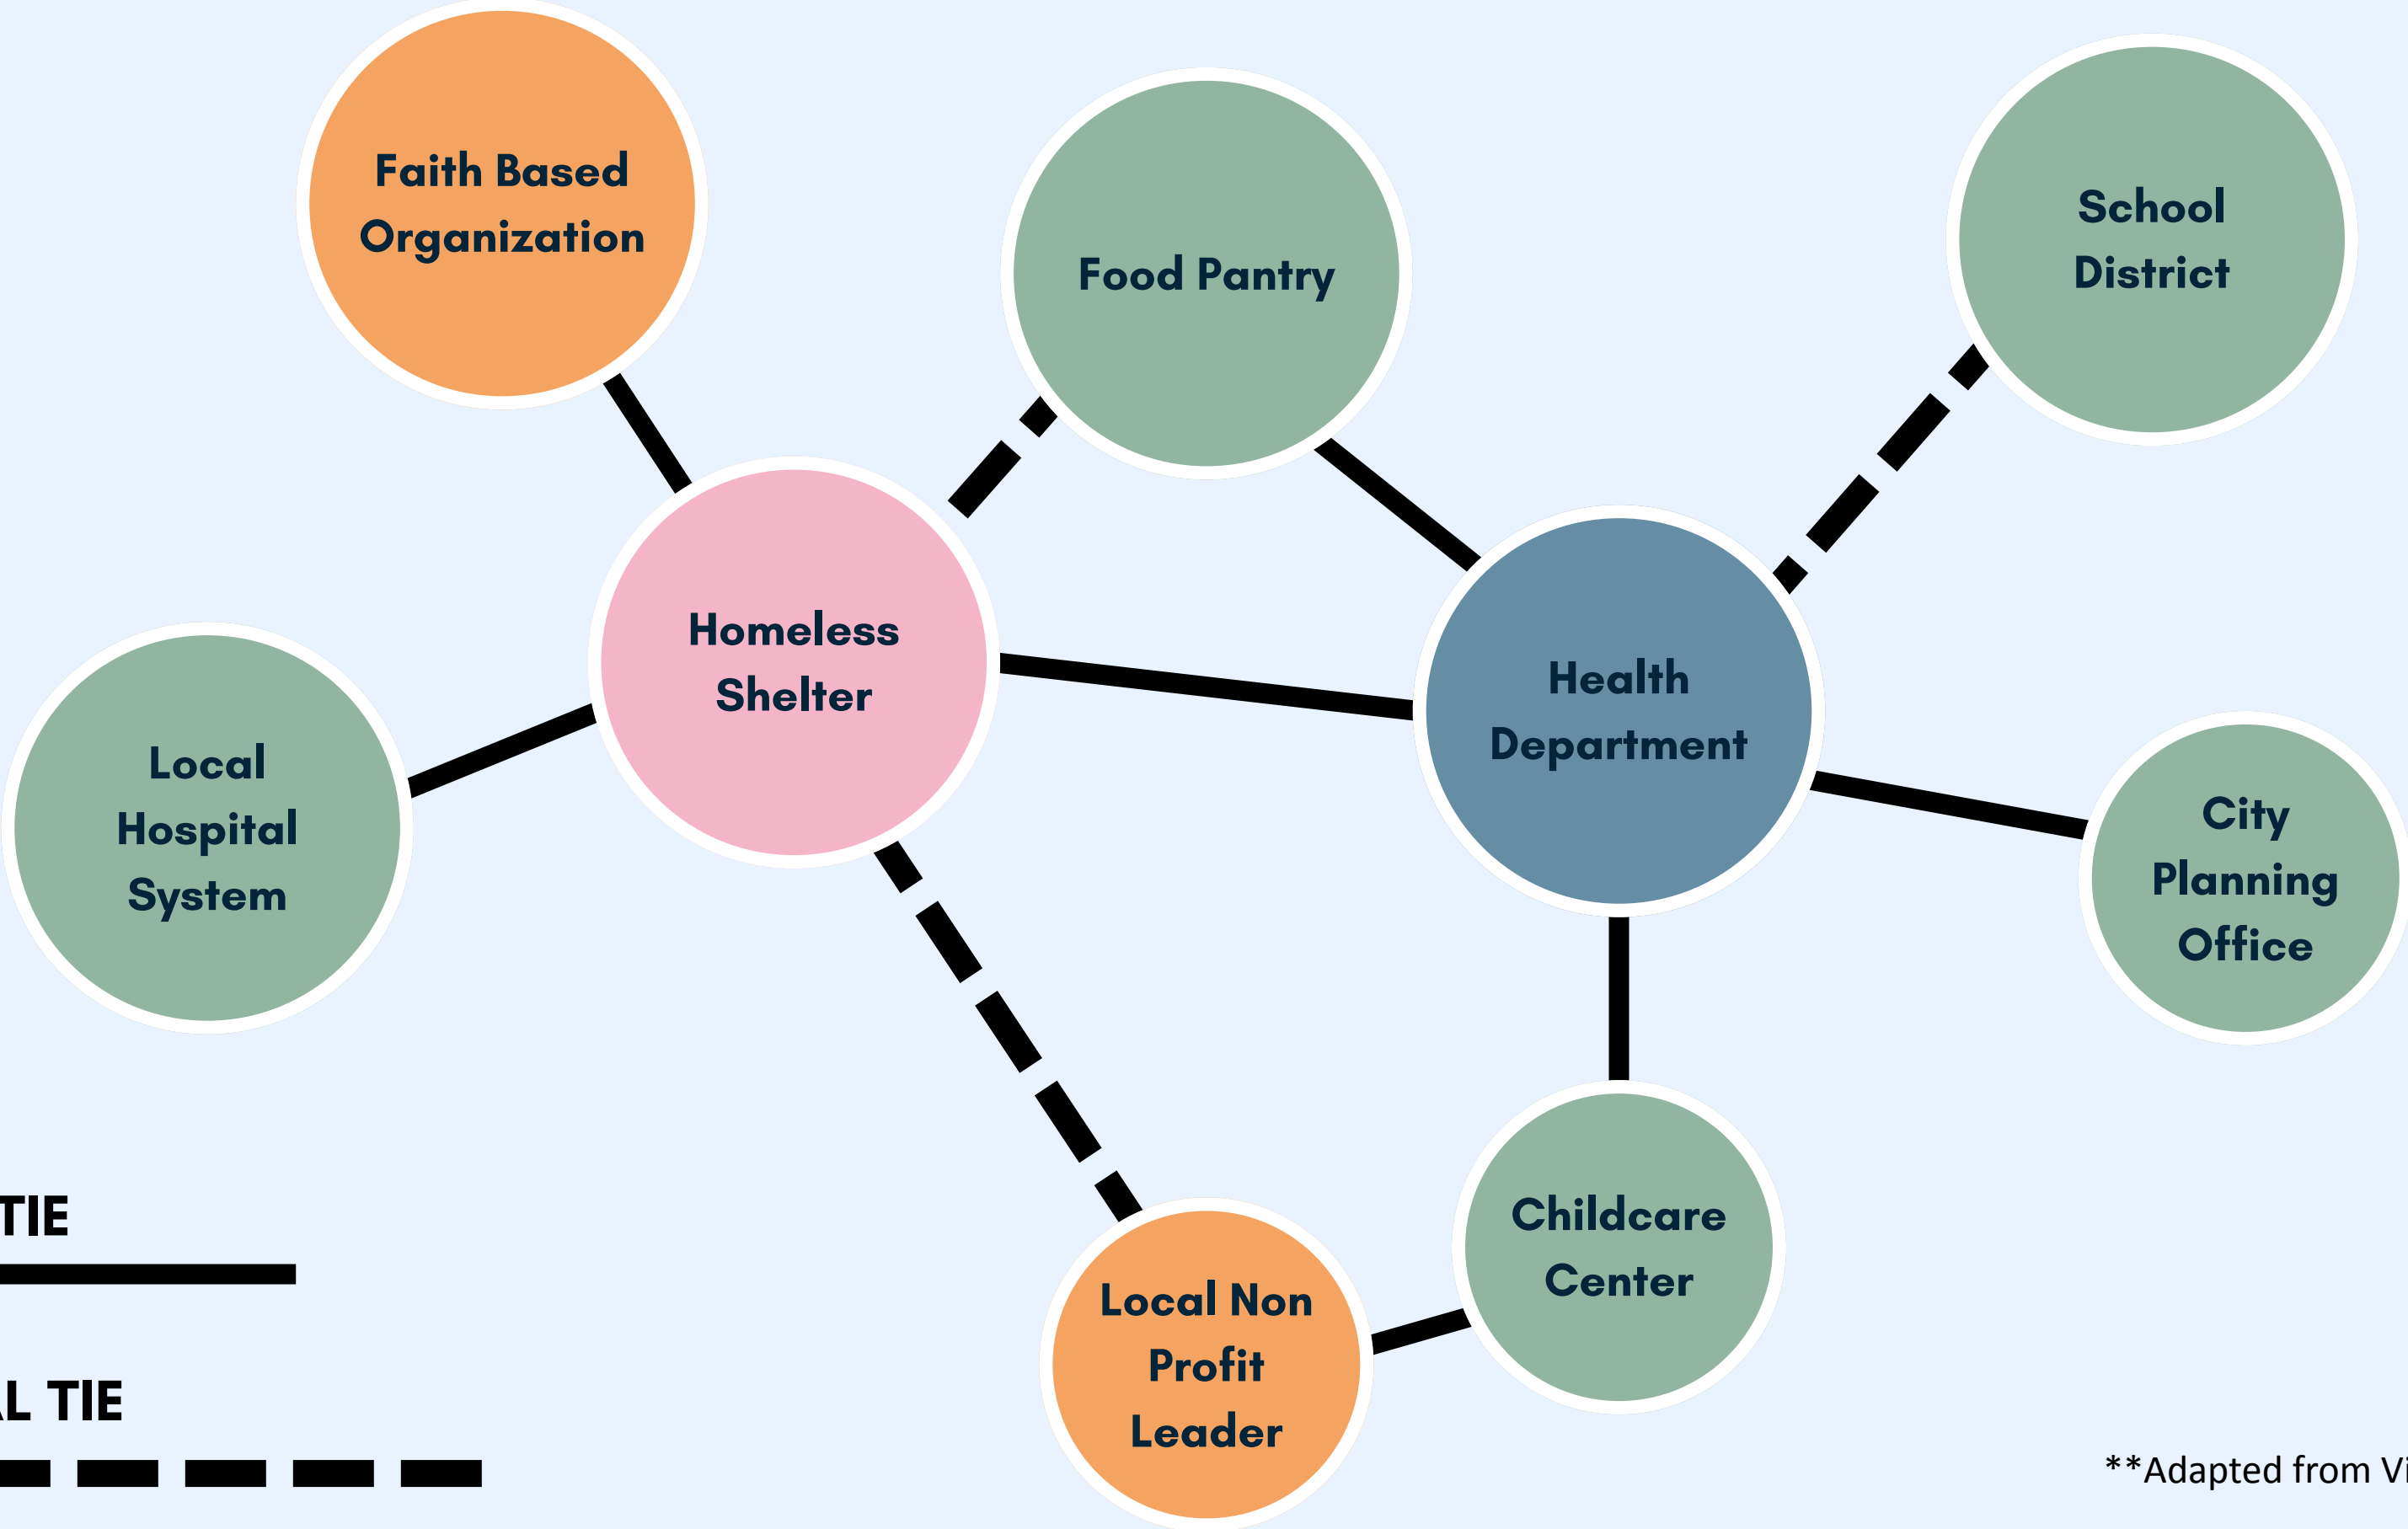 Faith Based
Organization
Food Pantry
School
District
Homeless
Shelter
Health
Department
Local
Hospital
System
City
Planning
Office
TIE
Childcare
Center
Local Non
Profit
Leader
AL TIE
**Adapted from Vi